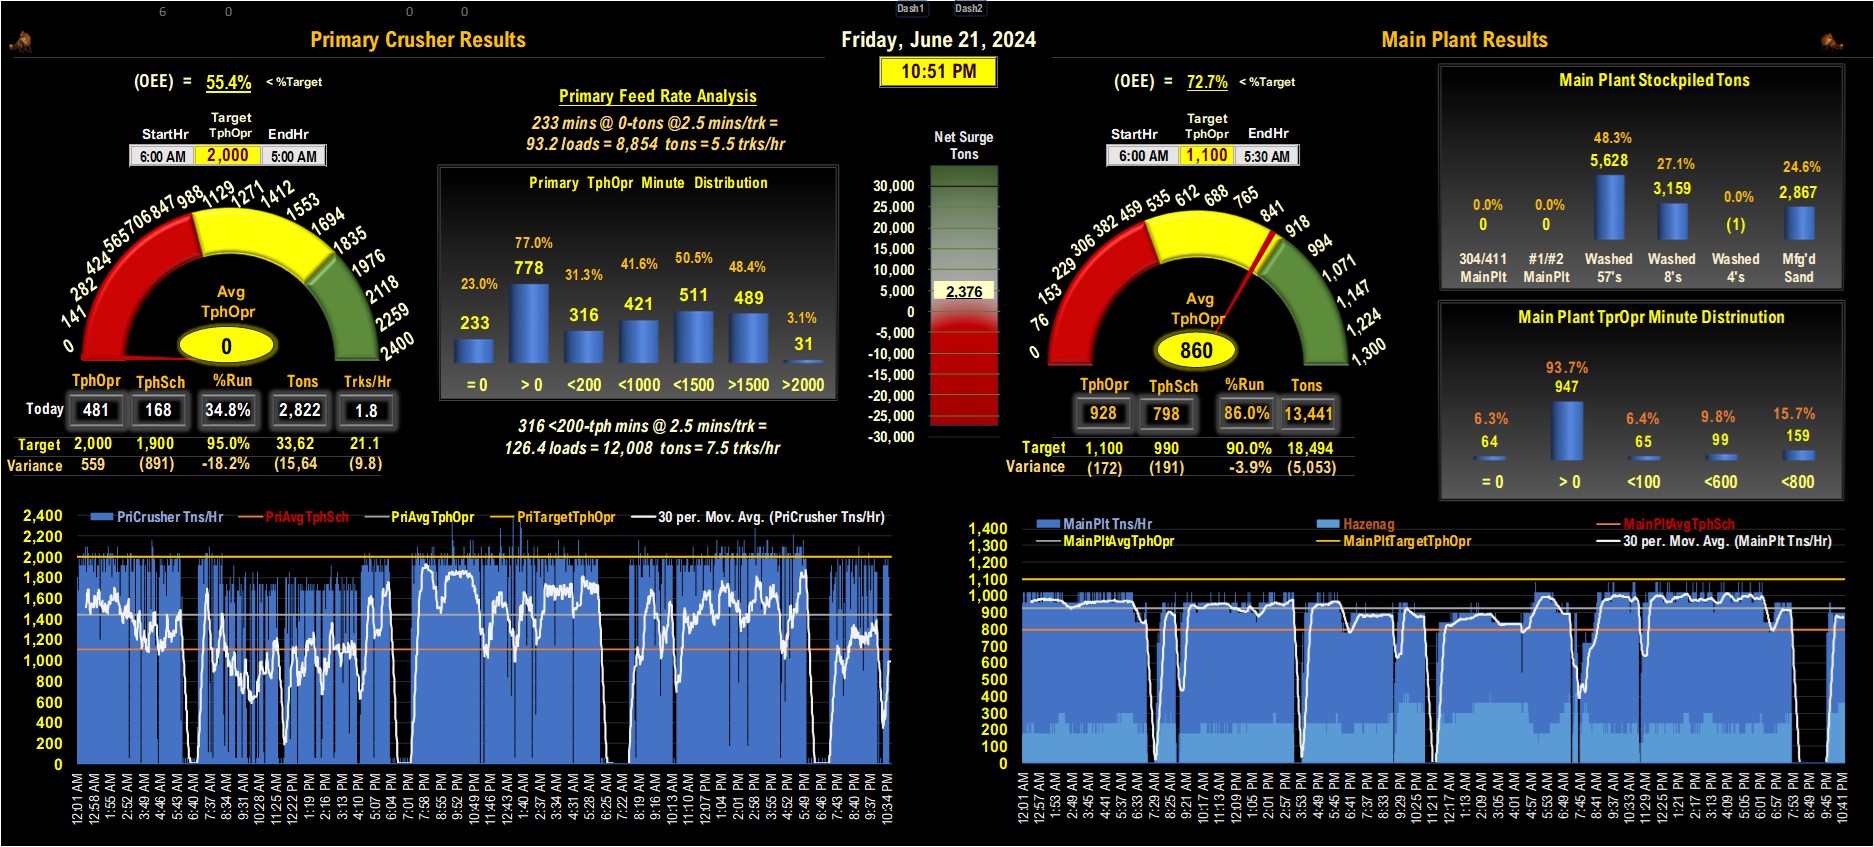 6 0 0 0 Dash1 Dash2
Primary Crusher Results
Friday, June 21, 2024
Main Plant Results
10:51 PM
(OEE) = 55.4% < %Target
Target
StartHr TphOpr EndHr
6:00 AM 2,000 5:00 AM
Primary Feed Rate Analysis
233 mins @ 0-tons @2.5 mins/trk =
93.2 loads = 8,854 tons = 5.5 trks/hr
0 141 282 424 565 706 847 988 1129 1271 1412 1553 1694 1835 1976 2118 2259 2400
Avg
TphOpr
0
TphOpr TphSch %Run Tons Trks/Hr
Today 481 168 34.8% 2,822 1.8
Target 2,000 1,900 95.0% 33,62 21.1
Variance 559 (891) -18.2% (15,64 (9.8)
Primary TphOpr Minute Distribution
23.0% 77.0% 31.3% 41.6% 50.5% 48.4% 3.1%
233 778 316 421 511 489 31
= 0 > 0 <200 <1000 <1500 >1500 >2000
316 <200-tph mins @ 2.5 mins/trk =
126.4 loads = 12,008 tons = 7.5 trks/hr
Net Surge
Tons
30,000
25,000
20,000
15,000
10,000
5,000
2,376
0
-5,000
-10,000
-15,000
-20,000
-25,000
-30,000
(OEE) = 72.7% < %Target
Target
StartHr TphOpr EndHr
6:00 AM 1,100 5:30 AM
0 76 153 229 306 382 459 535 612 688 765 841 918 994 1,071 1,147 1,224 1,300
Avg
TphOpr
860
TphOpr TphSch %Run Tons
928 798 86.0% 13,441
Target 1,100 990 90.0% 18,494
Variance (172) (191) -3.9% (5,053)
Main Plant Stockpiled Tons
0.0% 0.0% 48.3% 27.1% 0.0% 24.6%
0 0 5,628 3,159 (1) 2,867
304/411 #1/#2 Washed Washed Washed Mfg'd
MainPlt MainPlt 57's 8's 4's Sand
Main Plant TprOpr Minute Distrinution
6.3% 93.7% 6.4% 9.8% 15.7%
64 947 65 99 159
= 0 > 0 <100 <600 <800
PriCrusher Tns/Hr PriAvgTphSch PriAvgTphOpr PriTargetTphOpr 30 per. Mov. Avg. (PriCrusher Tns/Hr)
2,400
2,200
2,000
1,800
1,600
1,400
1,200
1,000
800
600
400
200
0
12:01 AM 12:58 AM 1:55 AM 2:52 AM 3:49 AM 4:46 AM 5:43 AM 6:40 AM 7:37 AM 8:34 AM 9:31 AM 10:28 AM 11:25 AM 12:22 PM 1:19 PM 2:16 PM 3:13 PM 4:10 PM 5:07 PM 6:04 PM 7:01 PM 7:58 PM 8:55 PM 9:52 PM 10:49 PM 11:46 PM 12:43 AM 1:40 AM 2:37 AM 3:34 AM 4:31 AM 5:28 AM 6:25 AM 7:22 AM 8:19 AM 9:16 AM 10:13 AM 11:10 AM 12:07 PM 1:04 PM 2:01 PM 2:58 PM 3:55 PM 4:52 PM 5:49 PM 6:46 PM 7:43 PM 8:40 PM 9:37 PM 10:34 PM
MainPlt Tns/Hr Hazenag MainPltAvgTphSch
MainPltAvgTphOpr MainPltTargetTphOpr 30 per. Mov. Avg. (MainPlt Tns/Hr)
1,400
1,300
1,200
1,100
1,000
900
800
700
600
500
400
300
200
100
0
12:01 AM 12:57 AM 1:53 AM 2:49 AM 3:45 AM 4:41 AM 5:37 AM 6:33 AM 7:29 AM 8:25 AM 9:21 AM 10:17 AM 11:13 AM 12:09 PM 1:05 PM 2:01 PM 2:57 PM 3:53 PM 4:49 PM 5:45 PM 6:41 PM 7:37 PM 8:33 PM 9:29 PM 10:25 PM 11:21 PM 12:17 AM 1:13 AM 2:09 AM 3:05 AM 4:01 AM 4:57 AM 5:53 AM 6:49 AM 7:45 AM 8:41 AM 9:37 AM 10:33 AM 11:29 AM 12:25 PM 1:21 PM 2:17 PM 3:13 PM 4:09 PM 5:05 PM 6:01 PM 6:57 PM 7:53 PM 8:49 PM 9:45 PM 10:41 PM